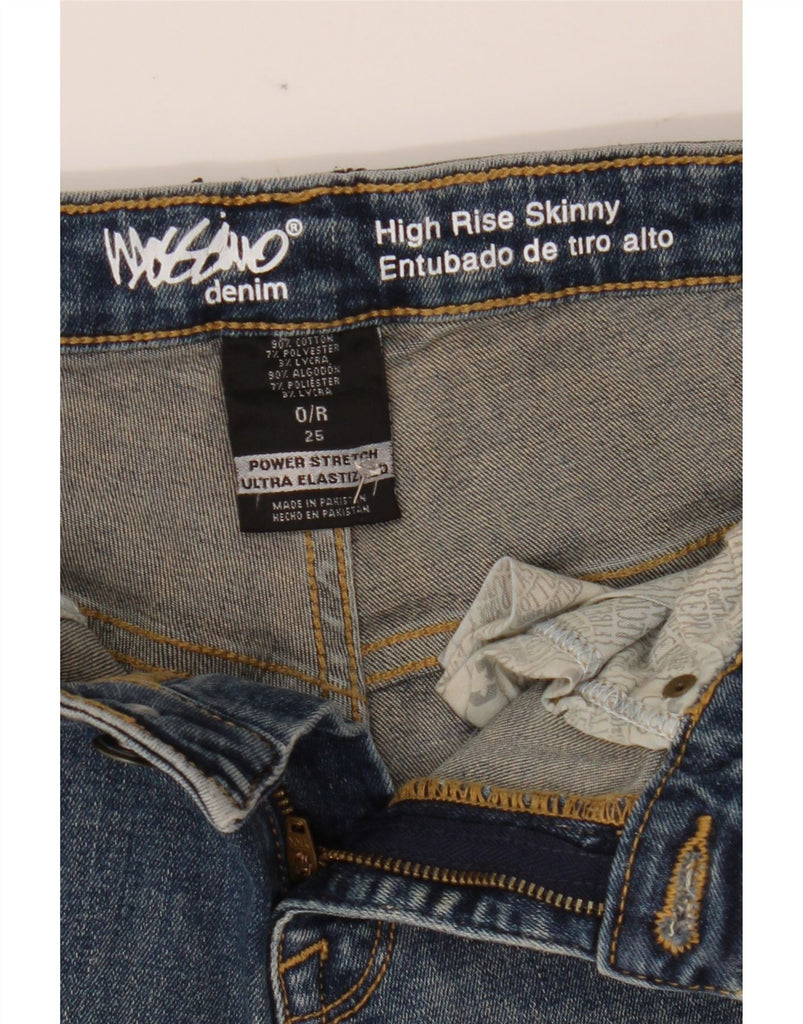 Mossimo®
denim
High Rise Skinny
Entubado de tiro alto
90% COTTON
7% POLYESTER
3% LYCRA
90% ALGODÓN
7% POLIÉSTER
3% LYCRA
0/R
25
POWER STRETCH
ULTRA ELASTIZADO
MADE IN PAKISTAN
HECHO EN PAKISTAN